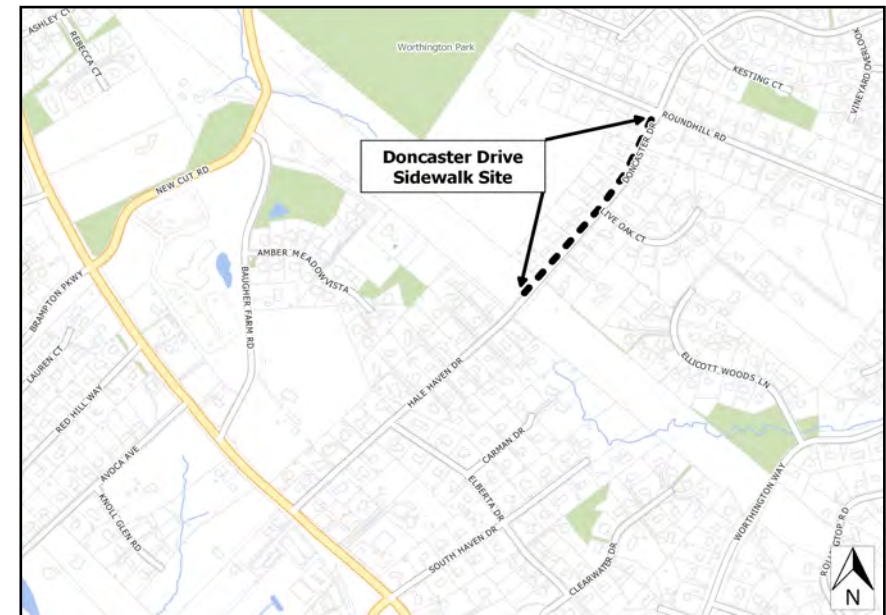 ASHLEY CT
REBECCA CT
Worthington Park
KESTING CT
VINEYARD OVERLOOK
ROUNDHILL RD
Doncaster Drive
Sidewalk Site
DONCASTER DR
NEW CUT RD
LIVE OAK CT
AMBER MEADOWVISTA
BRAMPTON PKWY
BAUGHER FARM RD
LAUREN CT
RED HILL WAY
HALE HAVEN DR
ELLICOTT WOODS LN
AVOCA AVE
CARMAN DR
ELBERTA DR
KNOLL GLEN RD
SOUTH HAVEN DR
CLEARWATER DR
WORTHINGTON WAY
N